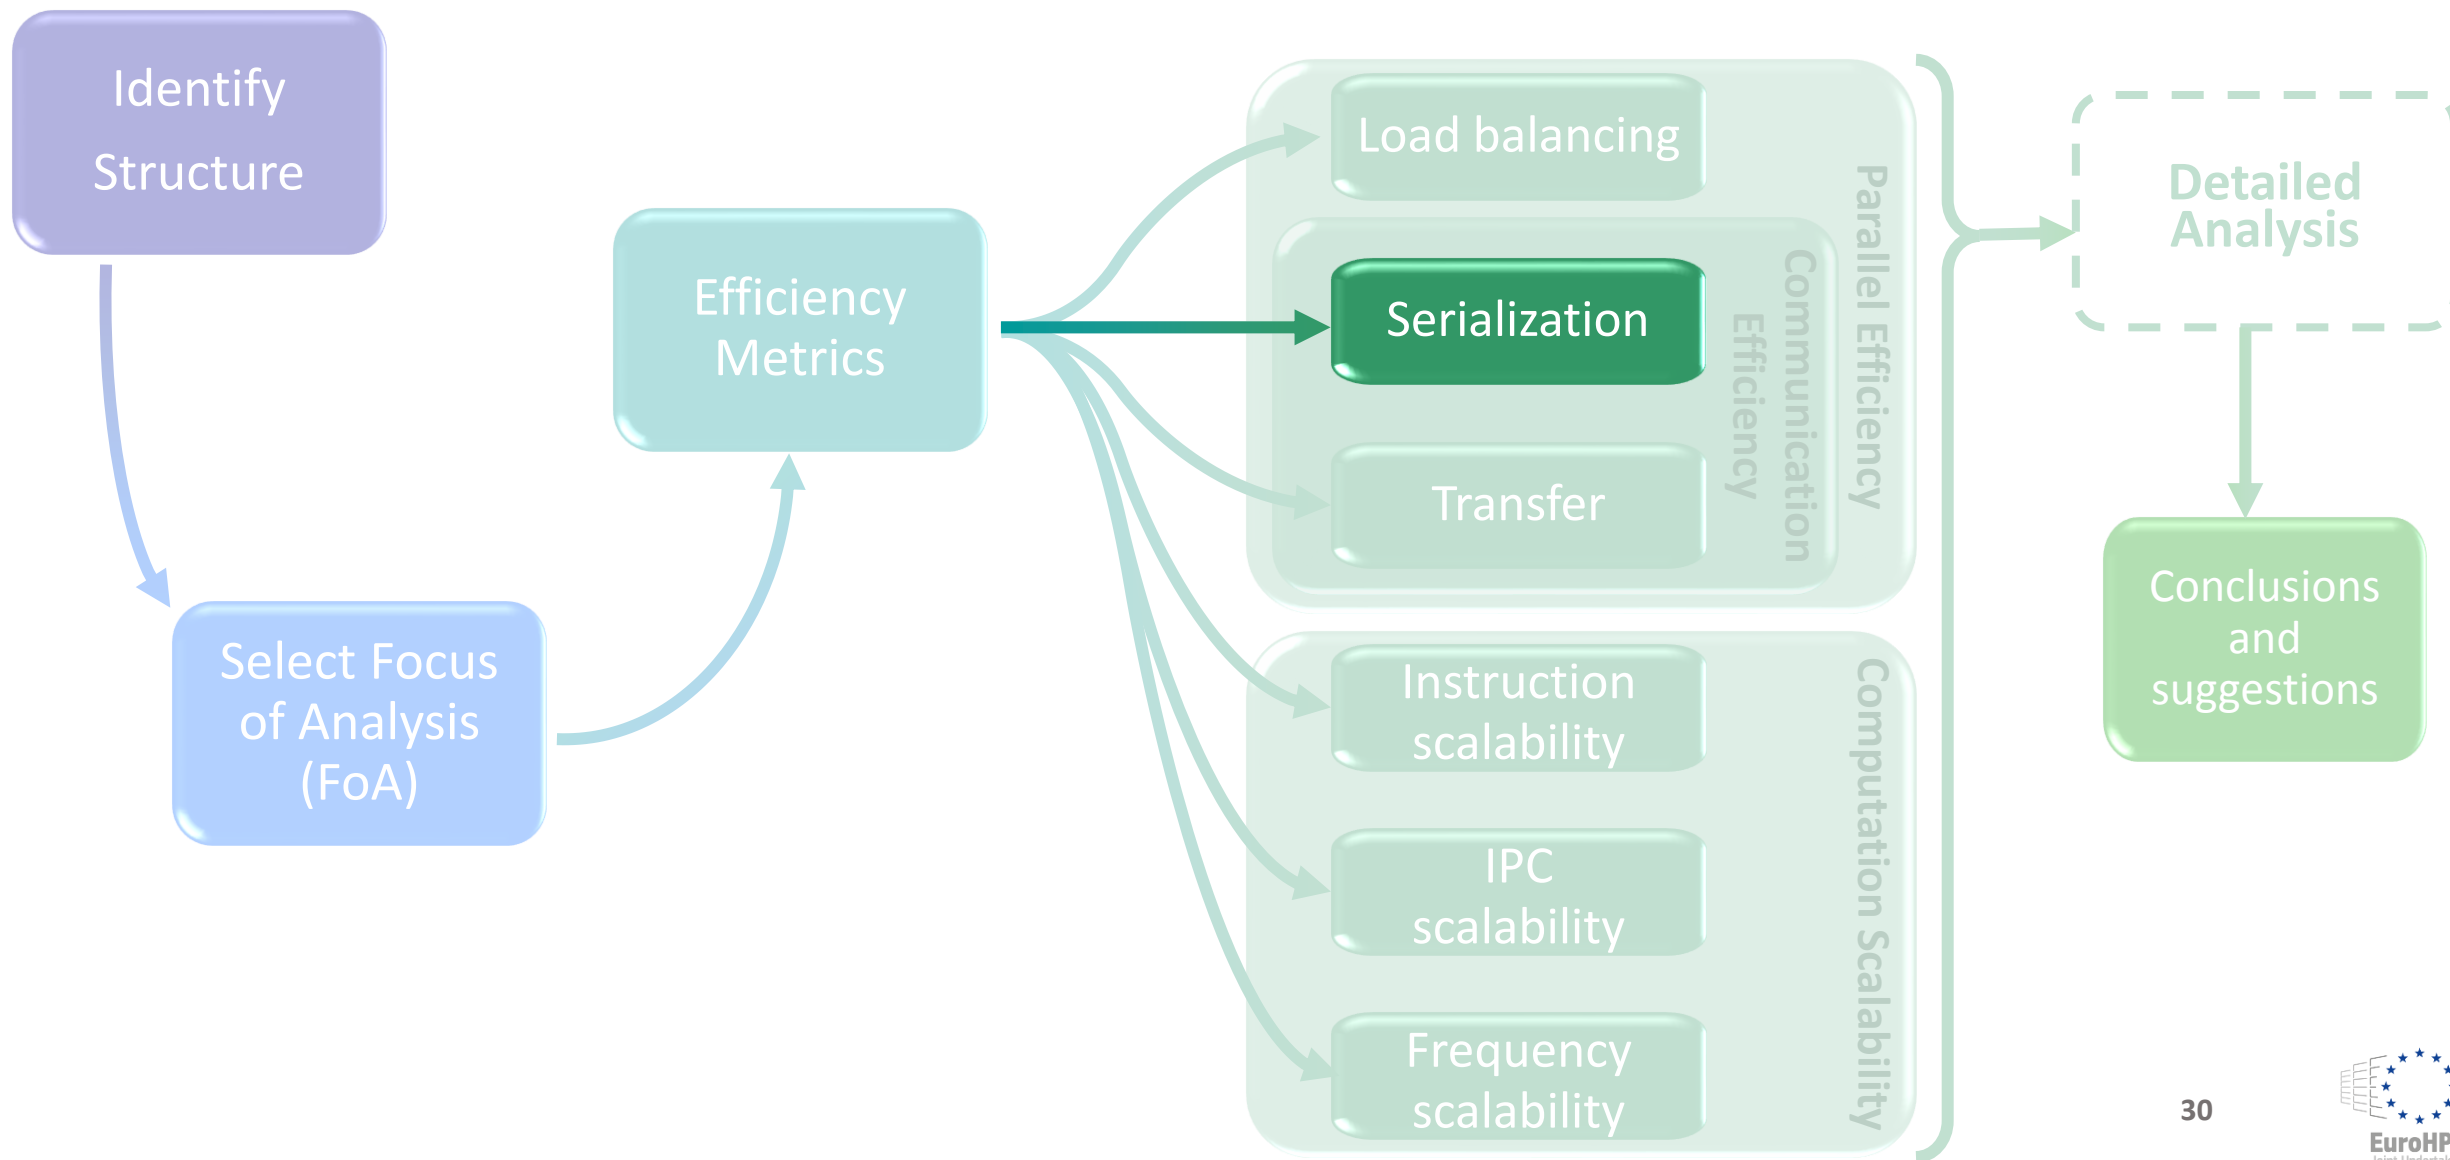 Identify
Structure
Select Focus
of Analysis
(FoA)
Efficiency
Metrics
Load balancing
Serialization
Transfer
Communication
Efficiency
Parallel Efficiency
Instruction
scalability
IPC
scalability
Frequency
scalability
Computation Scalability
Detailed
Analysis
Conclusions
and
suggestions
30
EuroHP